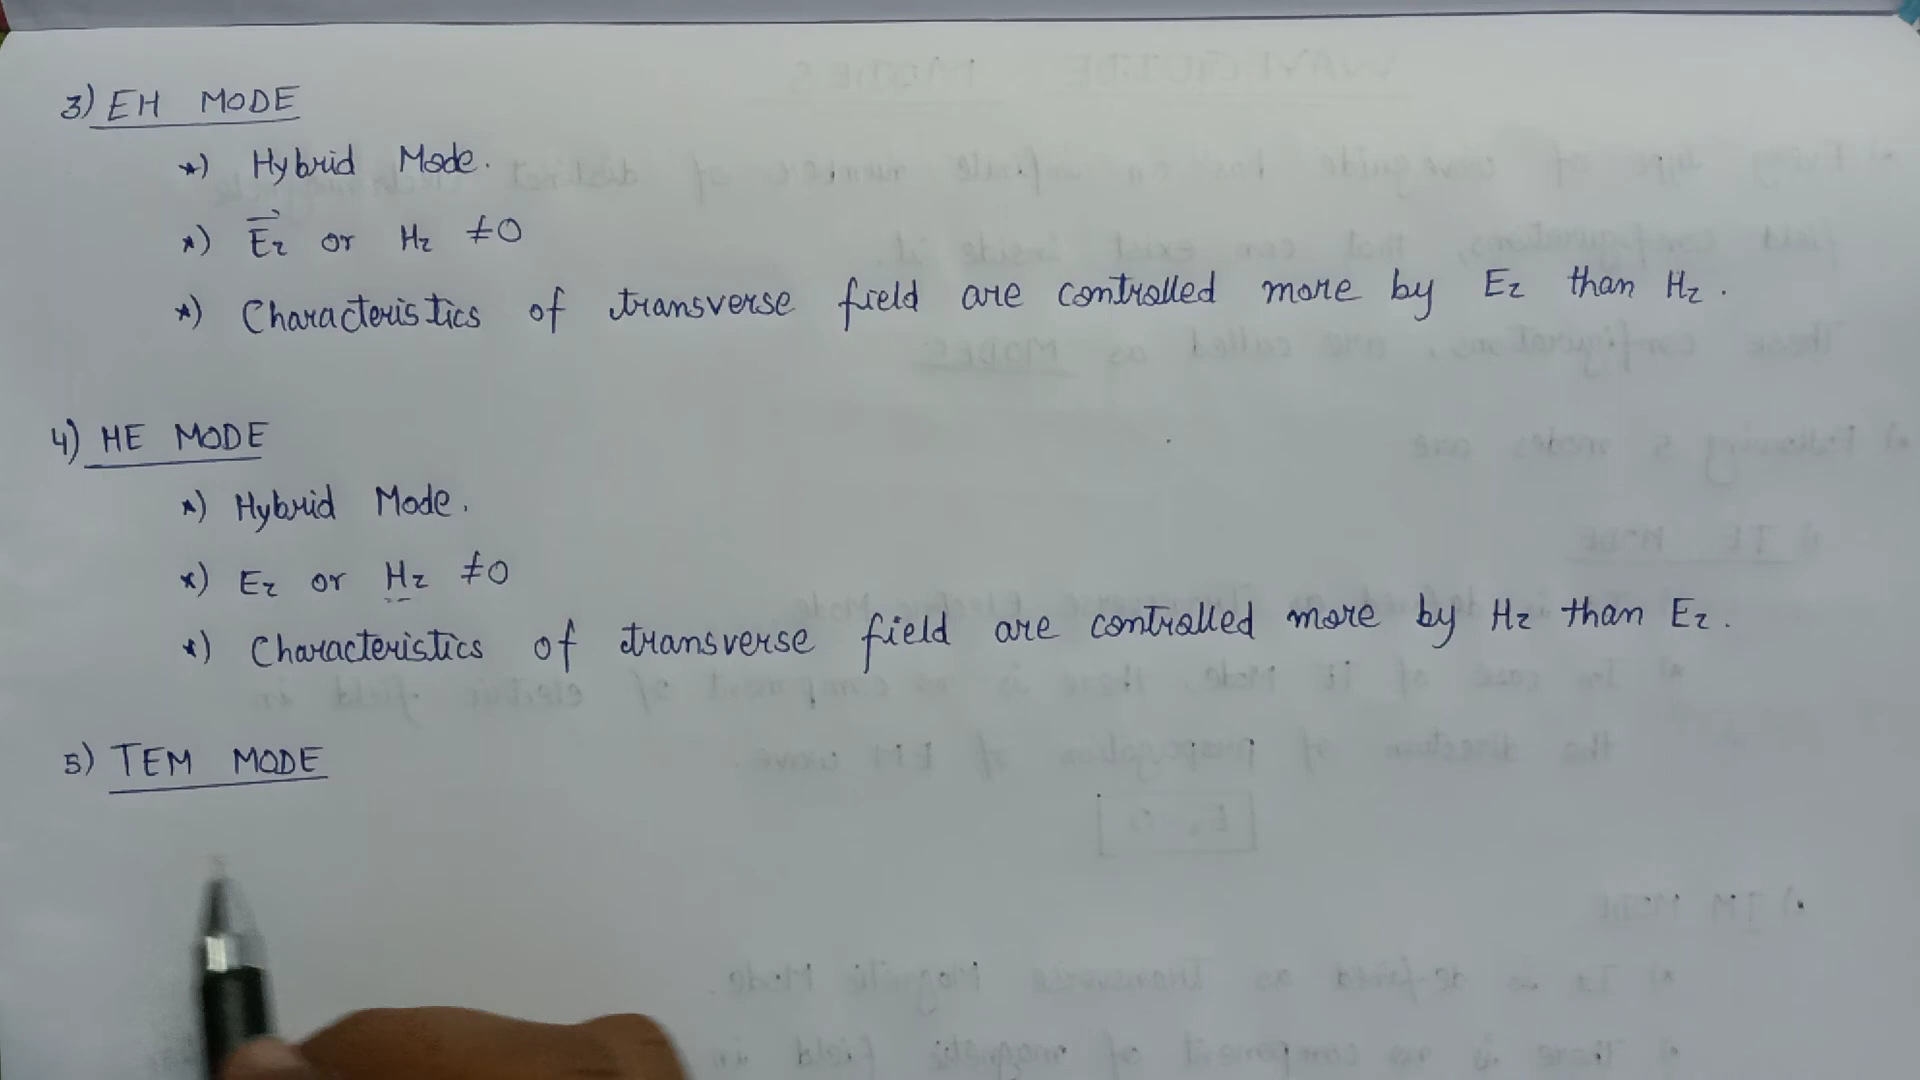 3) EH MODE
*) Hybrid Mode.
*) E⃗z or Hz ≠0
*) Characteristics of transverse field are controlled more by Ez than Hz.
4) HE MODE
*) Hybrid Mode.
*) Ez or Hz ≠0
*) Characteristics of transverse field are controlled more by Hz than Ez.
5) TEM MODE